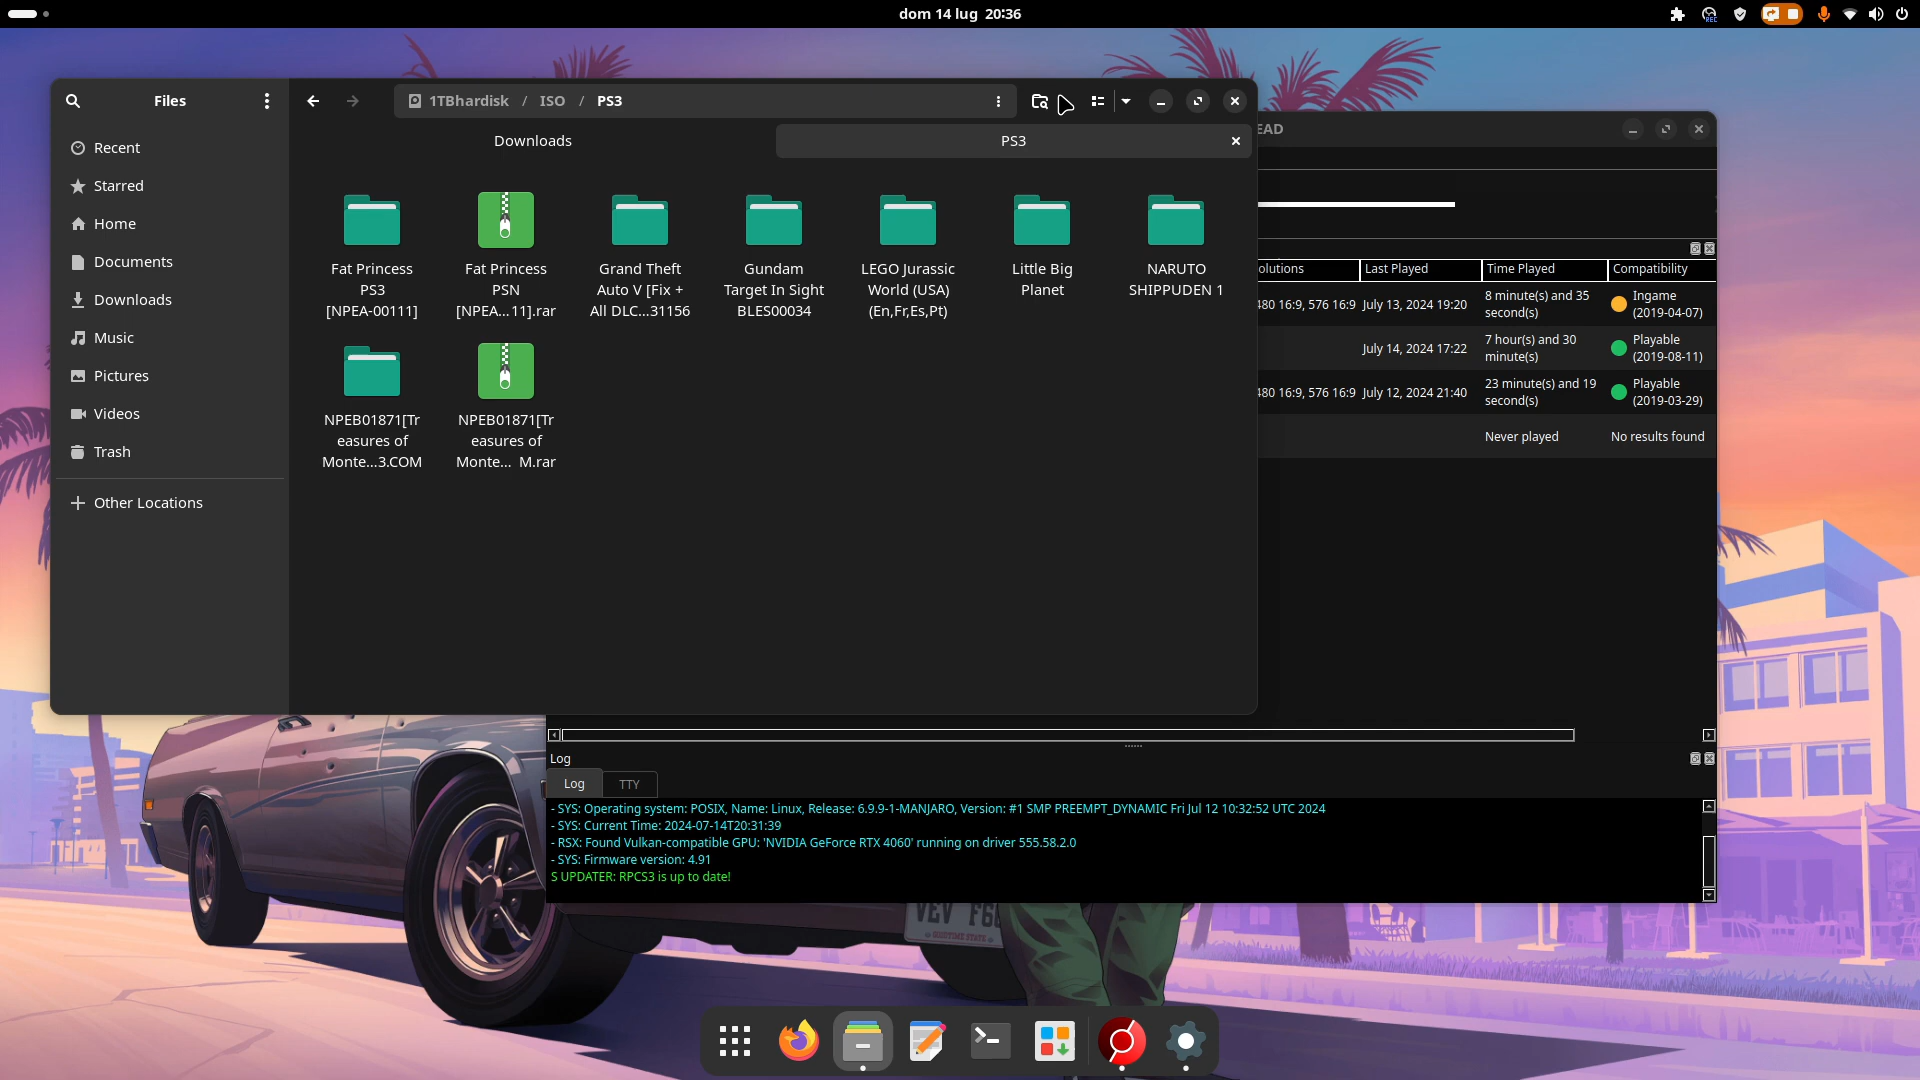 dom 14 lug 20:36
REC
Files
1TBhardisk / ISO / PS3
Downloads
PS3
Recent
Starred
Home
Documents
Downloads
Music
Pictures
Videos
Trash
Other Locations
Fat Princess
PS3
[NPEA-00111]
Fat Princess
PSN
[NPEA…11].rar
Grand Theft
Auto V [Fix +
All DLC…31156
Gundam
Target In Sight
BLES00034
LEGO Jurassic
World (USA)
(En,Fr,Es,Pt)
Little Big
Planet
NARUTO
SHIPPUDEN 1
NPEB01871[Tr
easures of
Monte…3.COM
NPEB01871[Tr
easures of
Monte… M.rar
EAD
olutions
Last Played
Time Played
Compatibility
480 16:9, 576 16:9
July 13, 2024 19:20
8 minute(s) and 35
second(s)
Ingame
(2019-04-07)
July 14, 2024 17:22
7 hour(s) and 30
minute(s)
Playable
(2019-08-11)
480 16:9, 576 16:9
July 12, 2024 21:40
23 minute(s) and 19
second(s)
Playable
(2019-03-29)
Never played
No results found
Log
Log
TTY
- SYS: Operating system: POSIX, Name: Linux, Release: 6.9.9-1-MANJARO, Version: #1 SMP PREEMPT_DYNAMIC Fri Jul 12 10:32:52 UTC 2024
- SYS: Current Time: 2024-07-14T20:31:39
- RSX: Found Vulkan-compatible GPU: 'NVIDIA GeForce RTX 4060' running on driver 555.58.2.0
- SYS: Firmware version: 4.91
S UPDATER: RPCS3 is up to date!
VEV F6